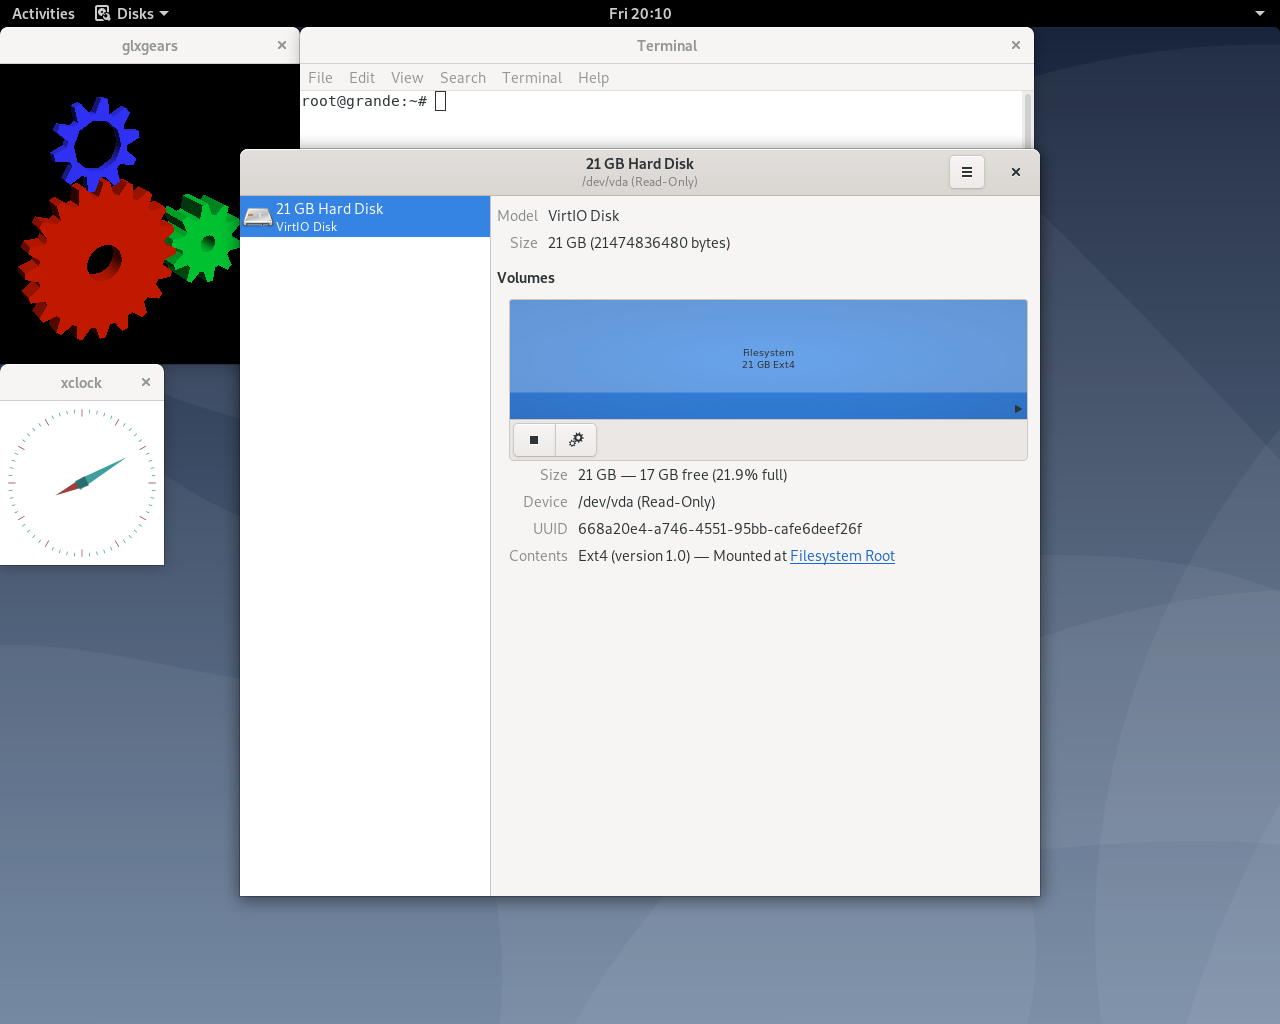 Activities Disks Fri 20:10
glxgears
Terminal
File Edit View Search Terminal Help
root@grande:~#
21 GB Hard Disk
/dev/vda (Read-Only)
21 GB Hard Disk
VirtIO Disk
Model VirtIO Disk
Size 21 GB (21474836480 bytes)
Volumes
Filesystem
21 GB Ext4
Size 21 GB — 17 GB free (21.9% full)
Device /dev/vda (Read-Only)
UUID 668a20e4-a746-4551-95bb-cafe6deef26f
Contents Ext4 (version 1.0) — Mounted at Filesystem Root
xclock